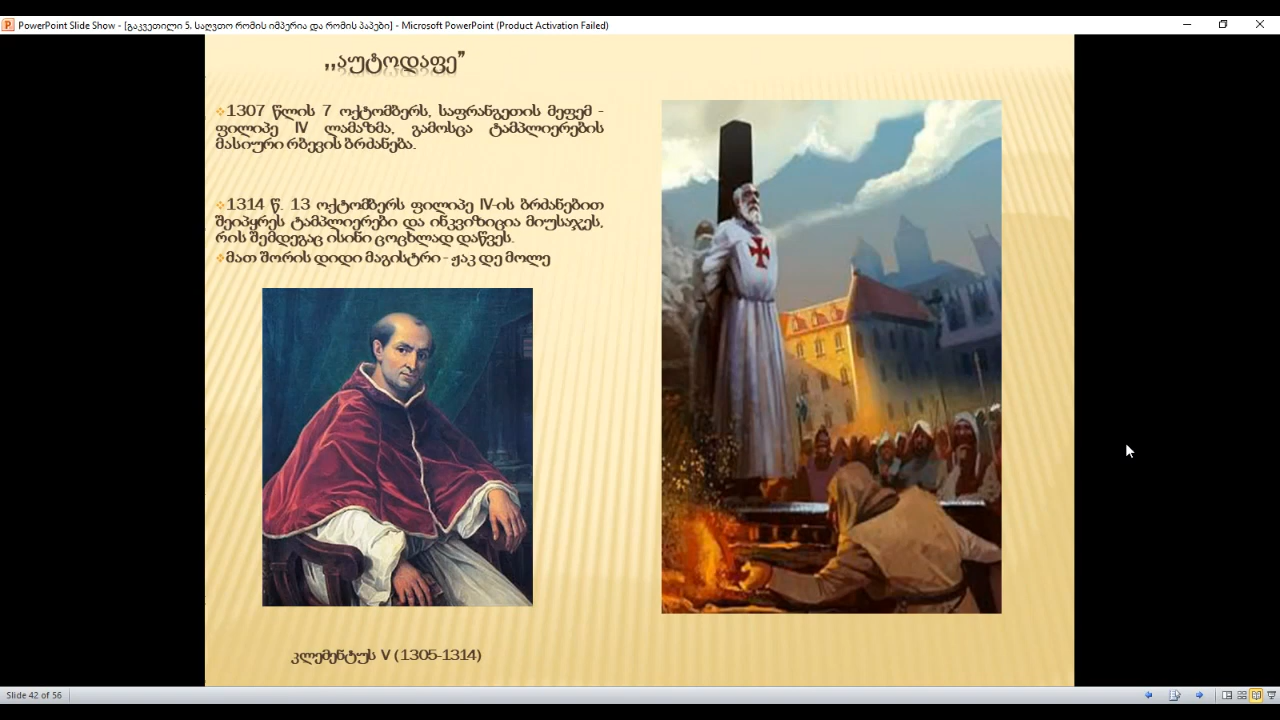 PowerPoint Slide Show - [გაკვეთილი 5. საღვთო რომის იმპერია და რომის პაპები] - Microsoft PowerPoint (Product Activation Failed)
,,აუტოდაფე”
1307 წლის 7 ოქტომბერს, საფრანგეთის მეფემ -
ფილიპე IV ლამაზმა, გამოსცა ტამპლიერების
მასიური რბევის ბრძანება.
1314 წ. 13 ოქტომბერს ფილიპე IV-ის ბრძანებით
შეიპყრეს ტამპლიერები და ინკვიზიცია მიუსაჯეს,
რის შემდეგაც ისინი ცოცხლად დაწვეს.
მათ შორის დიდი მაგისტრი - ჟაკ დე მოლე
კლემენტუს V (1305-1314)
Slide 42 of 56